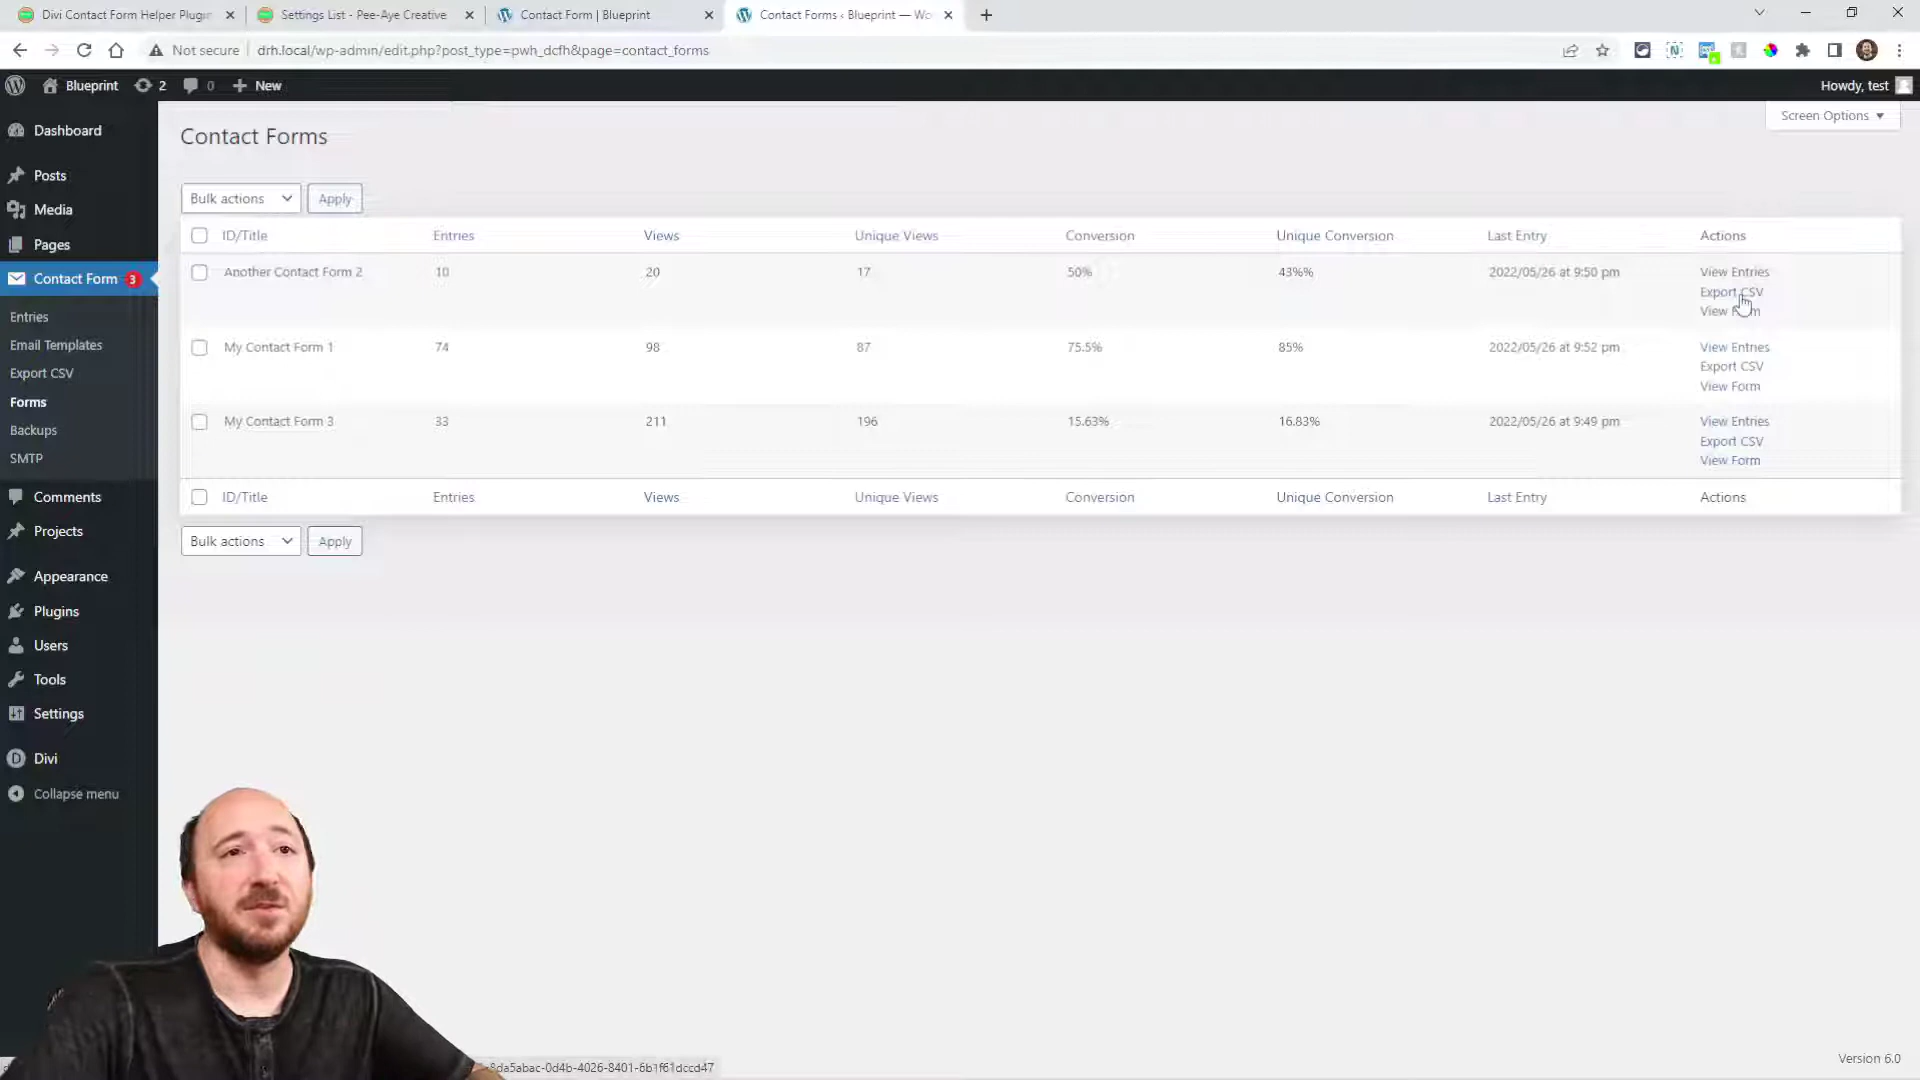 Divi Contact Form Helper Plugin
Settings List - Pee-Aye Creative
Contact Form | Blueprint
Contact Forms ‹ Blueprint — Wo
Not secure
drh.local/wp-admin/edit.php?post_type=pwh_dcfh&page=contact_forms
Blueprint
2
0
New
Howdy, test
Screen Options
Dashboard
Posts
Media
Pages
Contact Form 3
Entries
Email Templates
Export CSV
Forms
Backups
SMTP
Comments
Projects
Appearance
Plugins
Users
Tools
Settings
Divi
Collapse menu
Contact Forms
Bulk actions Apply
ID/Title Entries Views Unique Views Conversion Unique Conversion Last Entry Actions
Another Contact Form 2 10 20 17 50% 43%% 2022/05/26 at 9:50 pm View Entries
Export CSV
View Form
My Contact Form 1 74 98 87 75.5% 85% 2022/05/26 at 9:52 pm View Entries
Export CSV
View Form
My Contact Form 3 33 211 196 15.63% 16.83% 2022/05/26 at 9:49 pm View Entries
Export CSV
View Form
ID/Title Entries Views Unique Views Conversion Unique Conversion Last Entry Actions
Bulk actions Apply
8da5abac-0d4b-4026-8401-6b1f61dccd47
Version 6.0